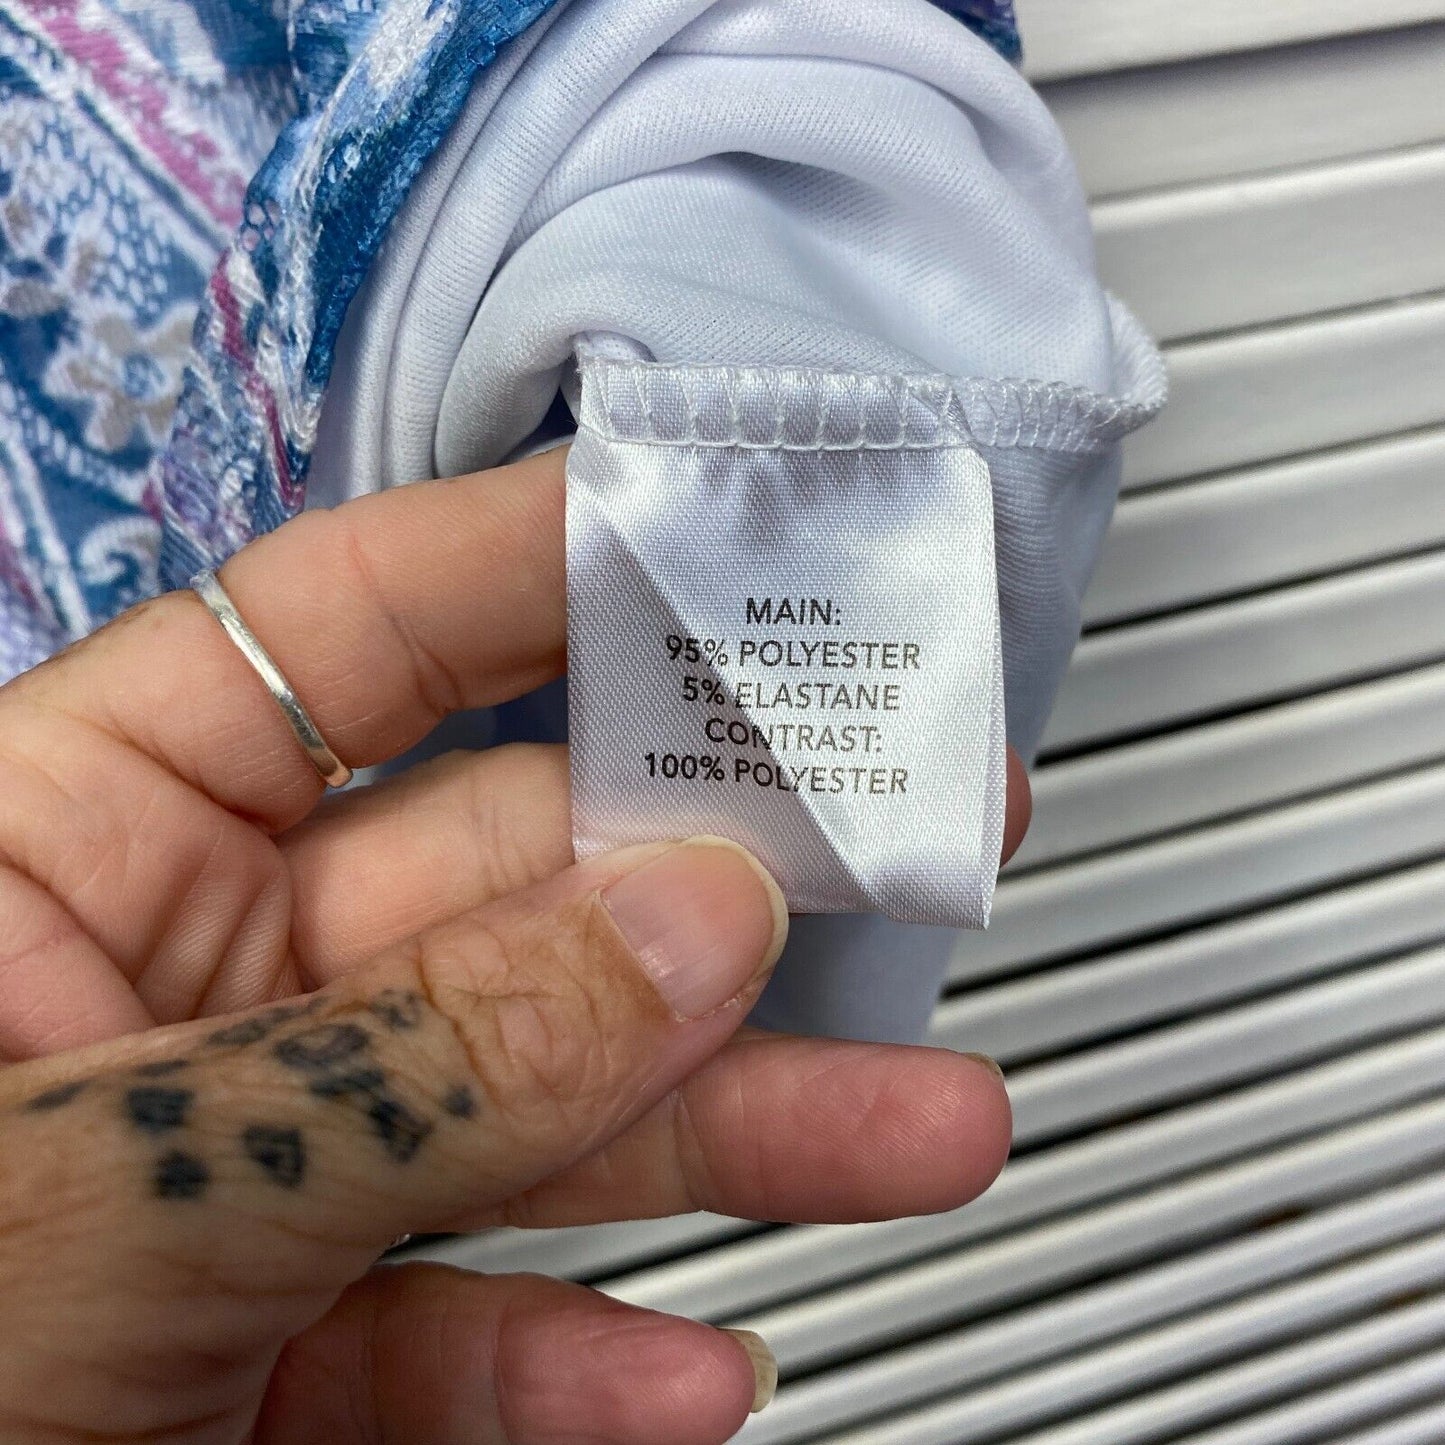 MAIN:
95% POLYESTER
5% ELASTANE
CONTRAST:
100% POLYESTER